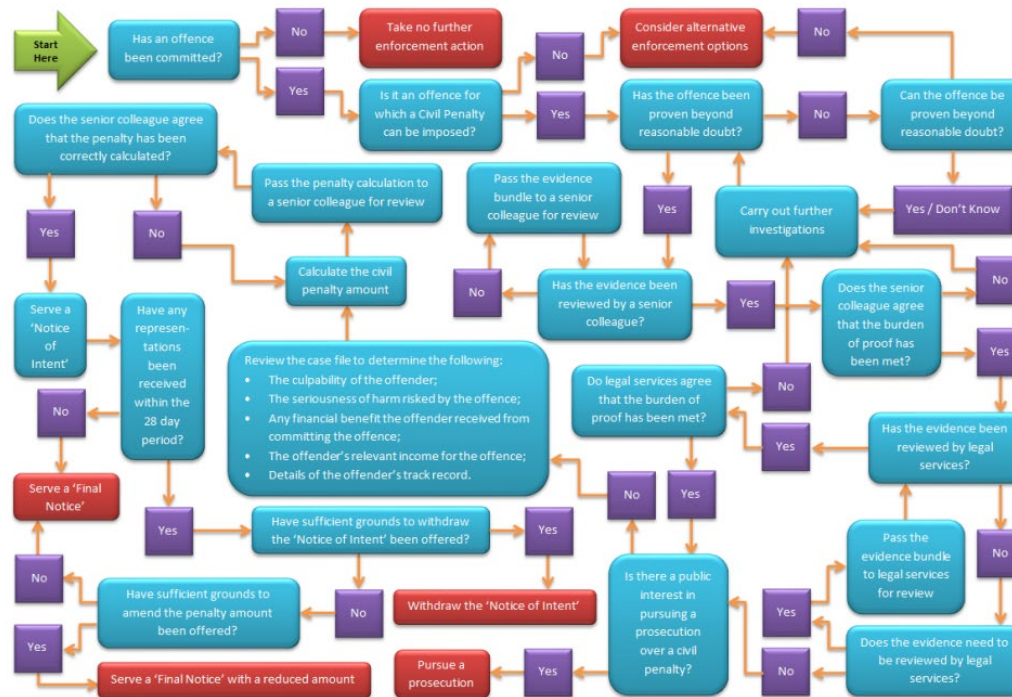 Start
Here
Has an offence
been committed?
No
Take no further
enforcement action
Consider alternative
enforcement options
No
No
Yes
Is it an offence for
which a Civil Penalty
can be imposed?
Yes
Has the offence been
proven beyond
reasonable doubt?
No
Can the offence be
proven beyond
reasonable doubt?
Does the senior colleague agree
that the penalty has been
correctly calculated?
Pass the penalty calculation to
a senior colleague for review
Pass the evidence
bundle to a senior
colleague for review
Yes
Carry out further
investigations
Yes / Don't Know
Yes
No
Calculate the civil
penalty amount
No
Has the evidence been
reviewed by a senior
colleague?
Yes
Does the senior
colleague agree
that the burden
of proof has
been met?
No
Yes
Serve a
‘Notice
of
Intent’
Have any
represen-
tations
been
received
within the
28 day
period?
No
Review the case file to determine the following:
• The culpability of the offender;
• The seriousness of harm risked by the offence;
• Any financial benefit the offender received from
committing the offence;
• The offender’s relevant income for the offence;
• Details of the offender’s track record.
Do legal services agree
that the burden of
proof has been met?
No
Yes
Has the evidence been
reviewed by legal
services?
Serve a ‘Final
Notice’
Yes
Have sufficient grounds to withdraw
the ‘Notice of Intent’ been offered?
Yes
No
Yes
Pass the
evidence bundle
to legal services
for review
No
No
Have sufficient grounds to
amend the penalty amount
been offered?
No
Withdraw the ‘Notice of Intent’
Is there a public
interest in
pursuing a
prosecution
over a civil
penalty?
Yes
No
Does the evidence need to
be reviewed by legal
services?
Yes
Serve a ‘Final Notice’ with a reduced amount
Pursue a
prosecution
Yes